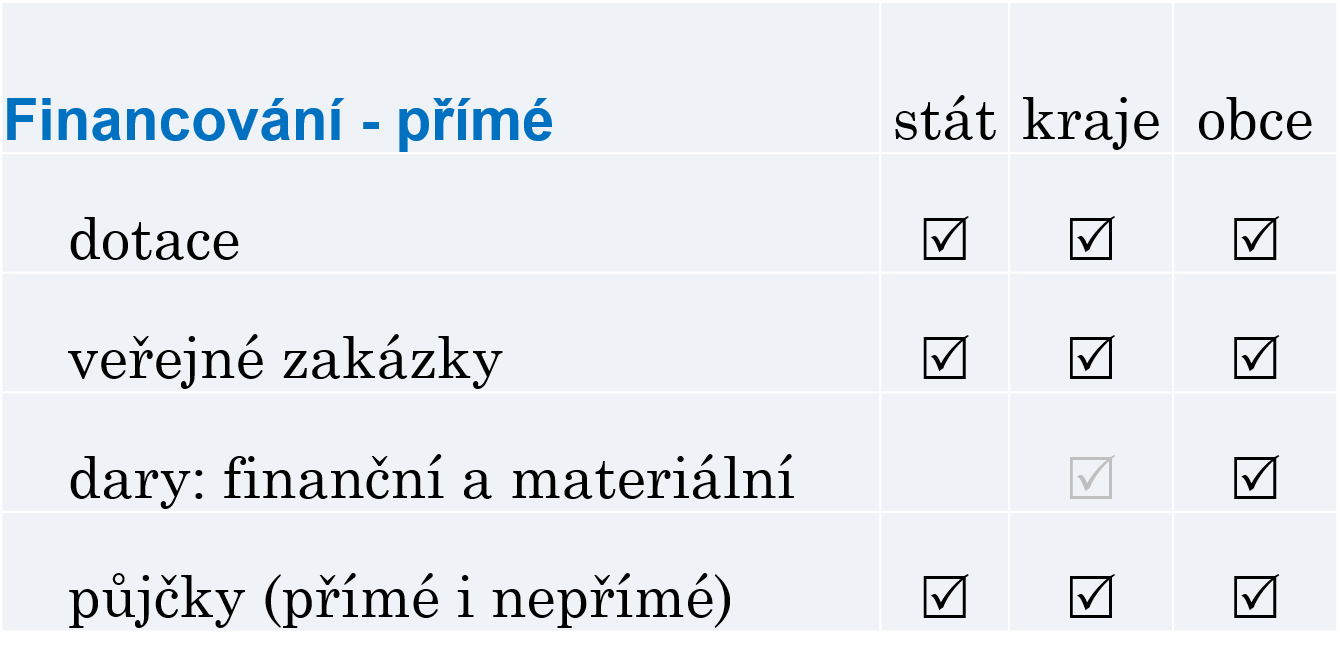 Financování - přímé stát kraje obce
dotace ☑ ☑ ☑
veřejné zakázky ☑ ☑ ☑
dary: finanční a materiální ☑ ☑
půjčky (přímé i nepřímé) ☑ ☑ ☑